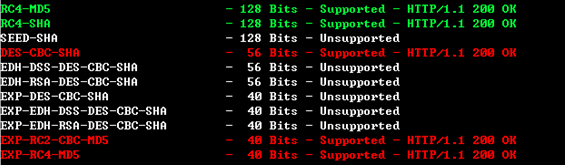 RC4-MD5 - 128 Bits - Supported - HTTP/1.1 200 OK
RC4-SHA - 128 Bits - Supported - HTTP/1.1 200 OK
SEED-SHA - 128 Bits - Unsupported
DES-CBC-SHA - 56 Bits - Supported - HTTP/1.1 200 OK
EDH-DSS-DES-CBC-SHA - 56 Bits - Unsupported
EDH-RSA-DES-CBC-SHA - 56 Bits - Unsupported
EXP-DES-CBC-SHA - 40 Bits - Unsupported
EXP-EDH-DSS-DES-CBC-SHA - 40 Bits - Unsupported
EXP-EDH-RSA-DES-CBC-SHA - 40 Bits - Unsupported
EXP-RC2-CBC-MD5 - 40 Bits - Supported - HTTP/1.1 200 OK
EXP-RC4-MD5 - 40 Bits - Supported - HTTP/1.1 200 OK